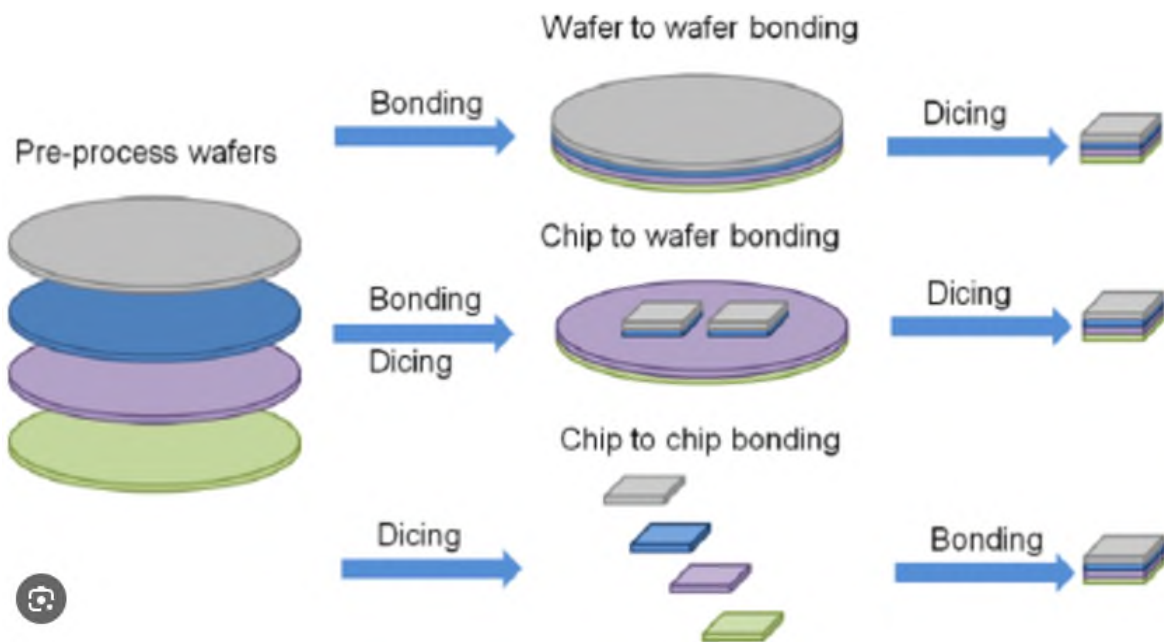 Wafer to wafer bonding
Bonding
Dicing
Pre-process wafers
Chip to wafer bonding
Bonding
Dicing
Dicing
Chip to chip bonding
Dicing
Bonding